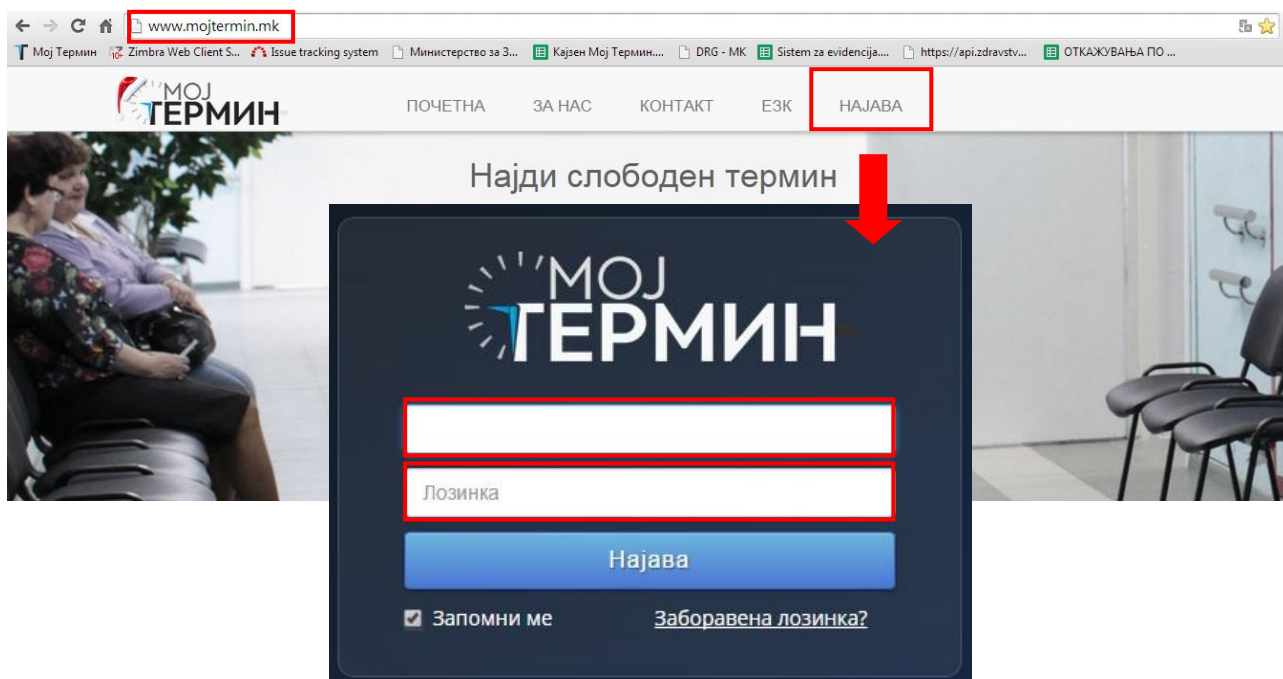 www.mojtermin.mk
Мој Термин Zimbra Web Client S... Issue tracking system Министерство за З... Кајзен Мој Термин.... DRG - MK Sistem za evidencija.... https://api.zdravstv... ОТКАЖУВАЊА ПО ...
МОЈ
ТЕРМИН
ПОЧЕТНА ЗА НАС КОНТАКТ ЕЗК НАЈАВА
Најди слободен термин
МОЈ
ТЕРМИН
Лозинка
Најава
Запомни ме Заборавена лозинка?